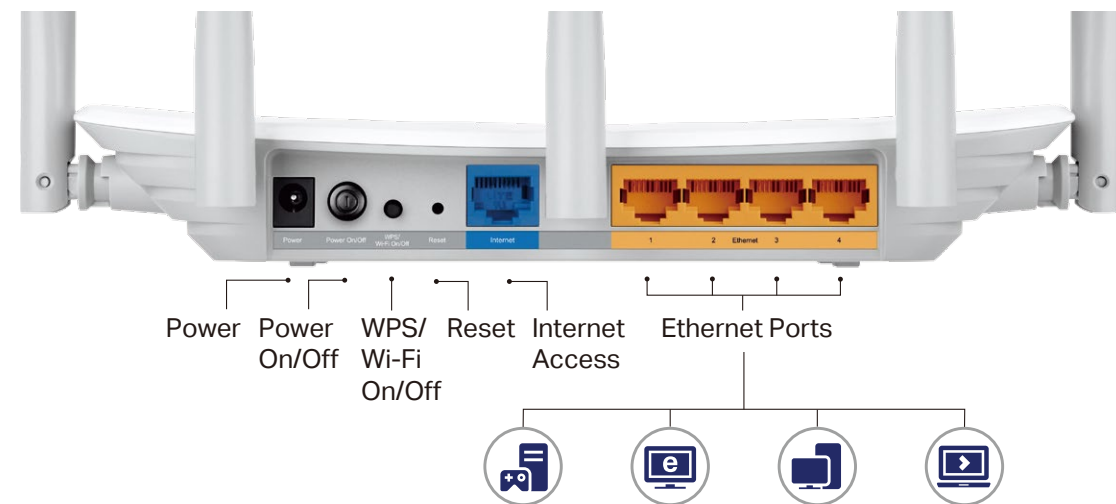 Power
Power On/Off
WPS/
Wi-Fi On/Off
Reset
Internet
1
2
Ethernet
3
4
Power
Power
On/Off
WPS/
Wi-Fi
On/Off
Reset
Internet
Access
Ethernet Ports
e